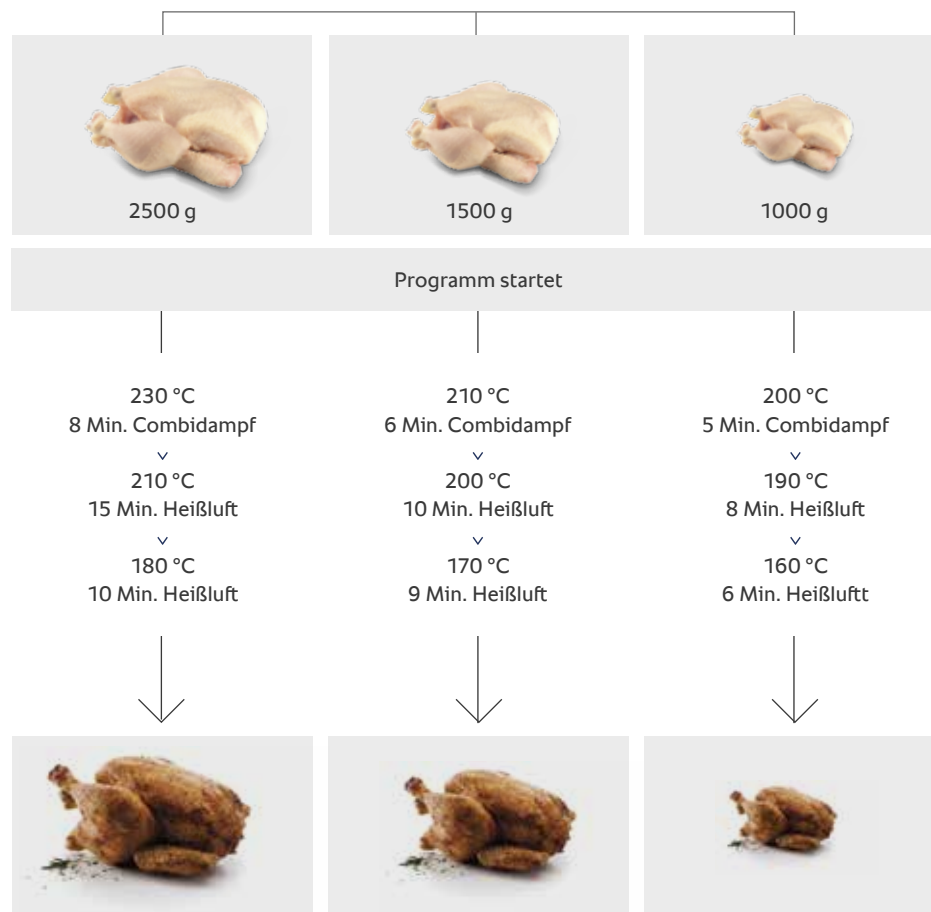 2500 g
1500 g
1000 g
Programm startet
230 °C
8 Min. Combidampf
210 °C
15 Min. Heißluft
180 °C
10 Min. Heißluft
210 °C
6 Min. Combidampf
200 °C
10 Min. Heißluft
170 °C
9 Min. Heißluft
200 °C
5 Min. Combidampf
190 °C
8 Min. Heißluft
160 °C
6 Min. Heißluftt